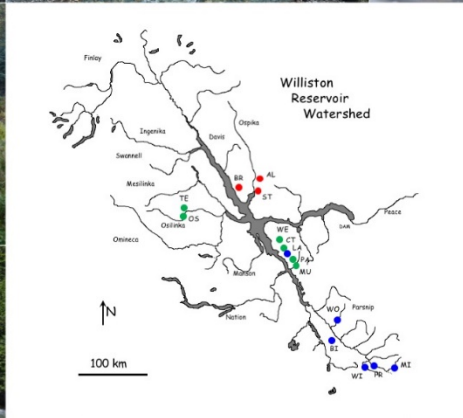 Williston
Reservoir
Watershed
Finlay
Ingenika
Swannell
Mesilinka
Davis
Ospika
AL
BR
ST
TE
OS
Osilinka
Omineca
Manson
Nation
WE
CT
LA
PA
MU
DAM
Peace
WO
Parsnip
BI
WI
PR
MI
N
100 km